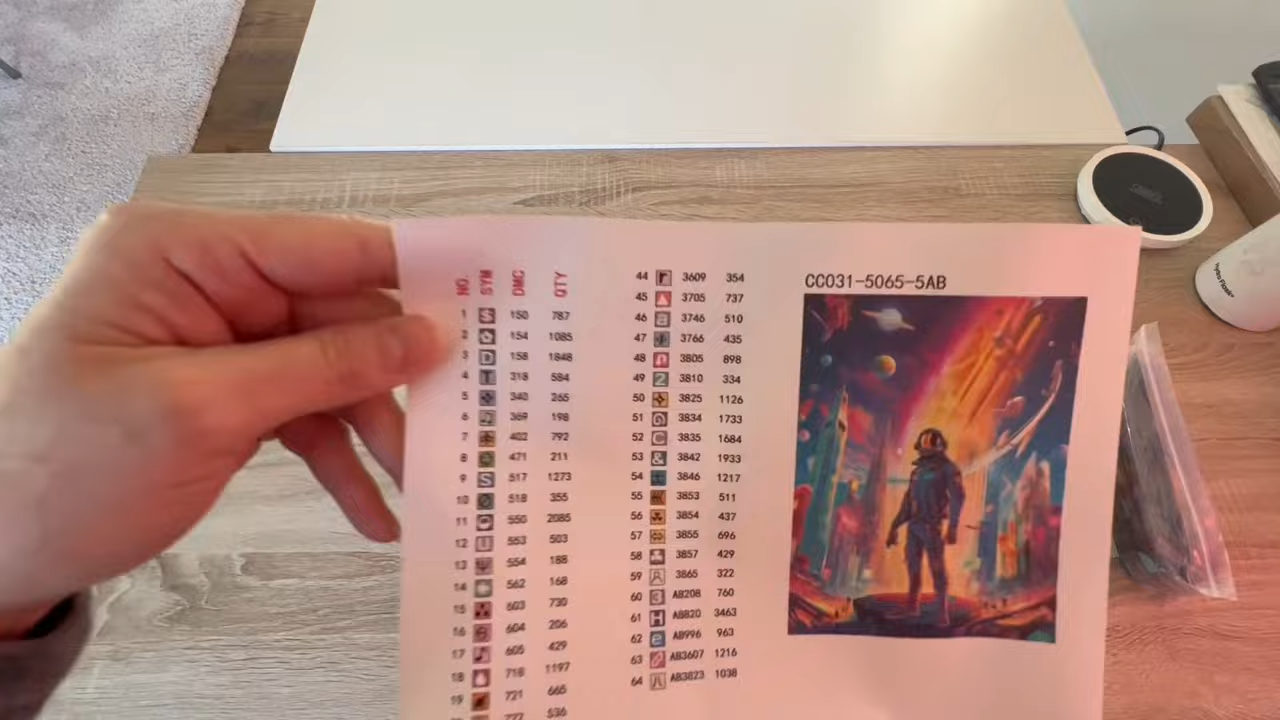 NO. SYM DMC QTY
1 S 150 787
2 154 1085
3 D 158 1848
4 T 318 584
5 340 265
6 369 198
7 402 792
8 471 211
9 S 517 1273
10 518 355
11 550 2085
12 U 553 503
13 554 188
14 562 168
15 603 730
16 604 206
17 605 429
18 718 1197
19 721 665
722 536
44 r 3609 354
45 3705 737
46 a 3746 510
47 3766 435
48 3805 898
49 2 3810 334
50 3825 1126
51 3834 1733
52 C 3835 1684
53 & 3842 1933
54 3846 1217
55 3853 511
56 3854 437
57 3855 696
58 3857 429
59 3865 322
60 3 AB208 760
61 H AB820 3463
62 e AB996 963
63 AB3607 1216
64 AB3823 1038
CC031-5065-5AB
Hydro Flask